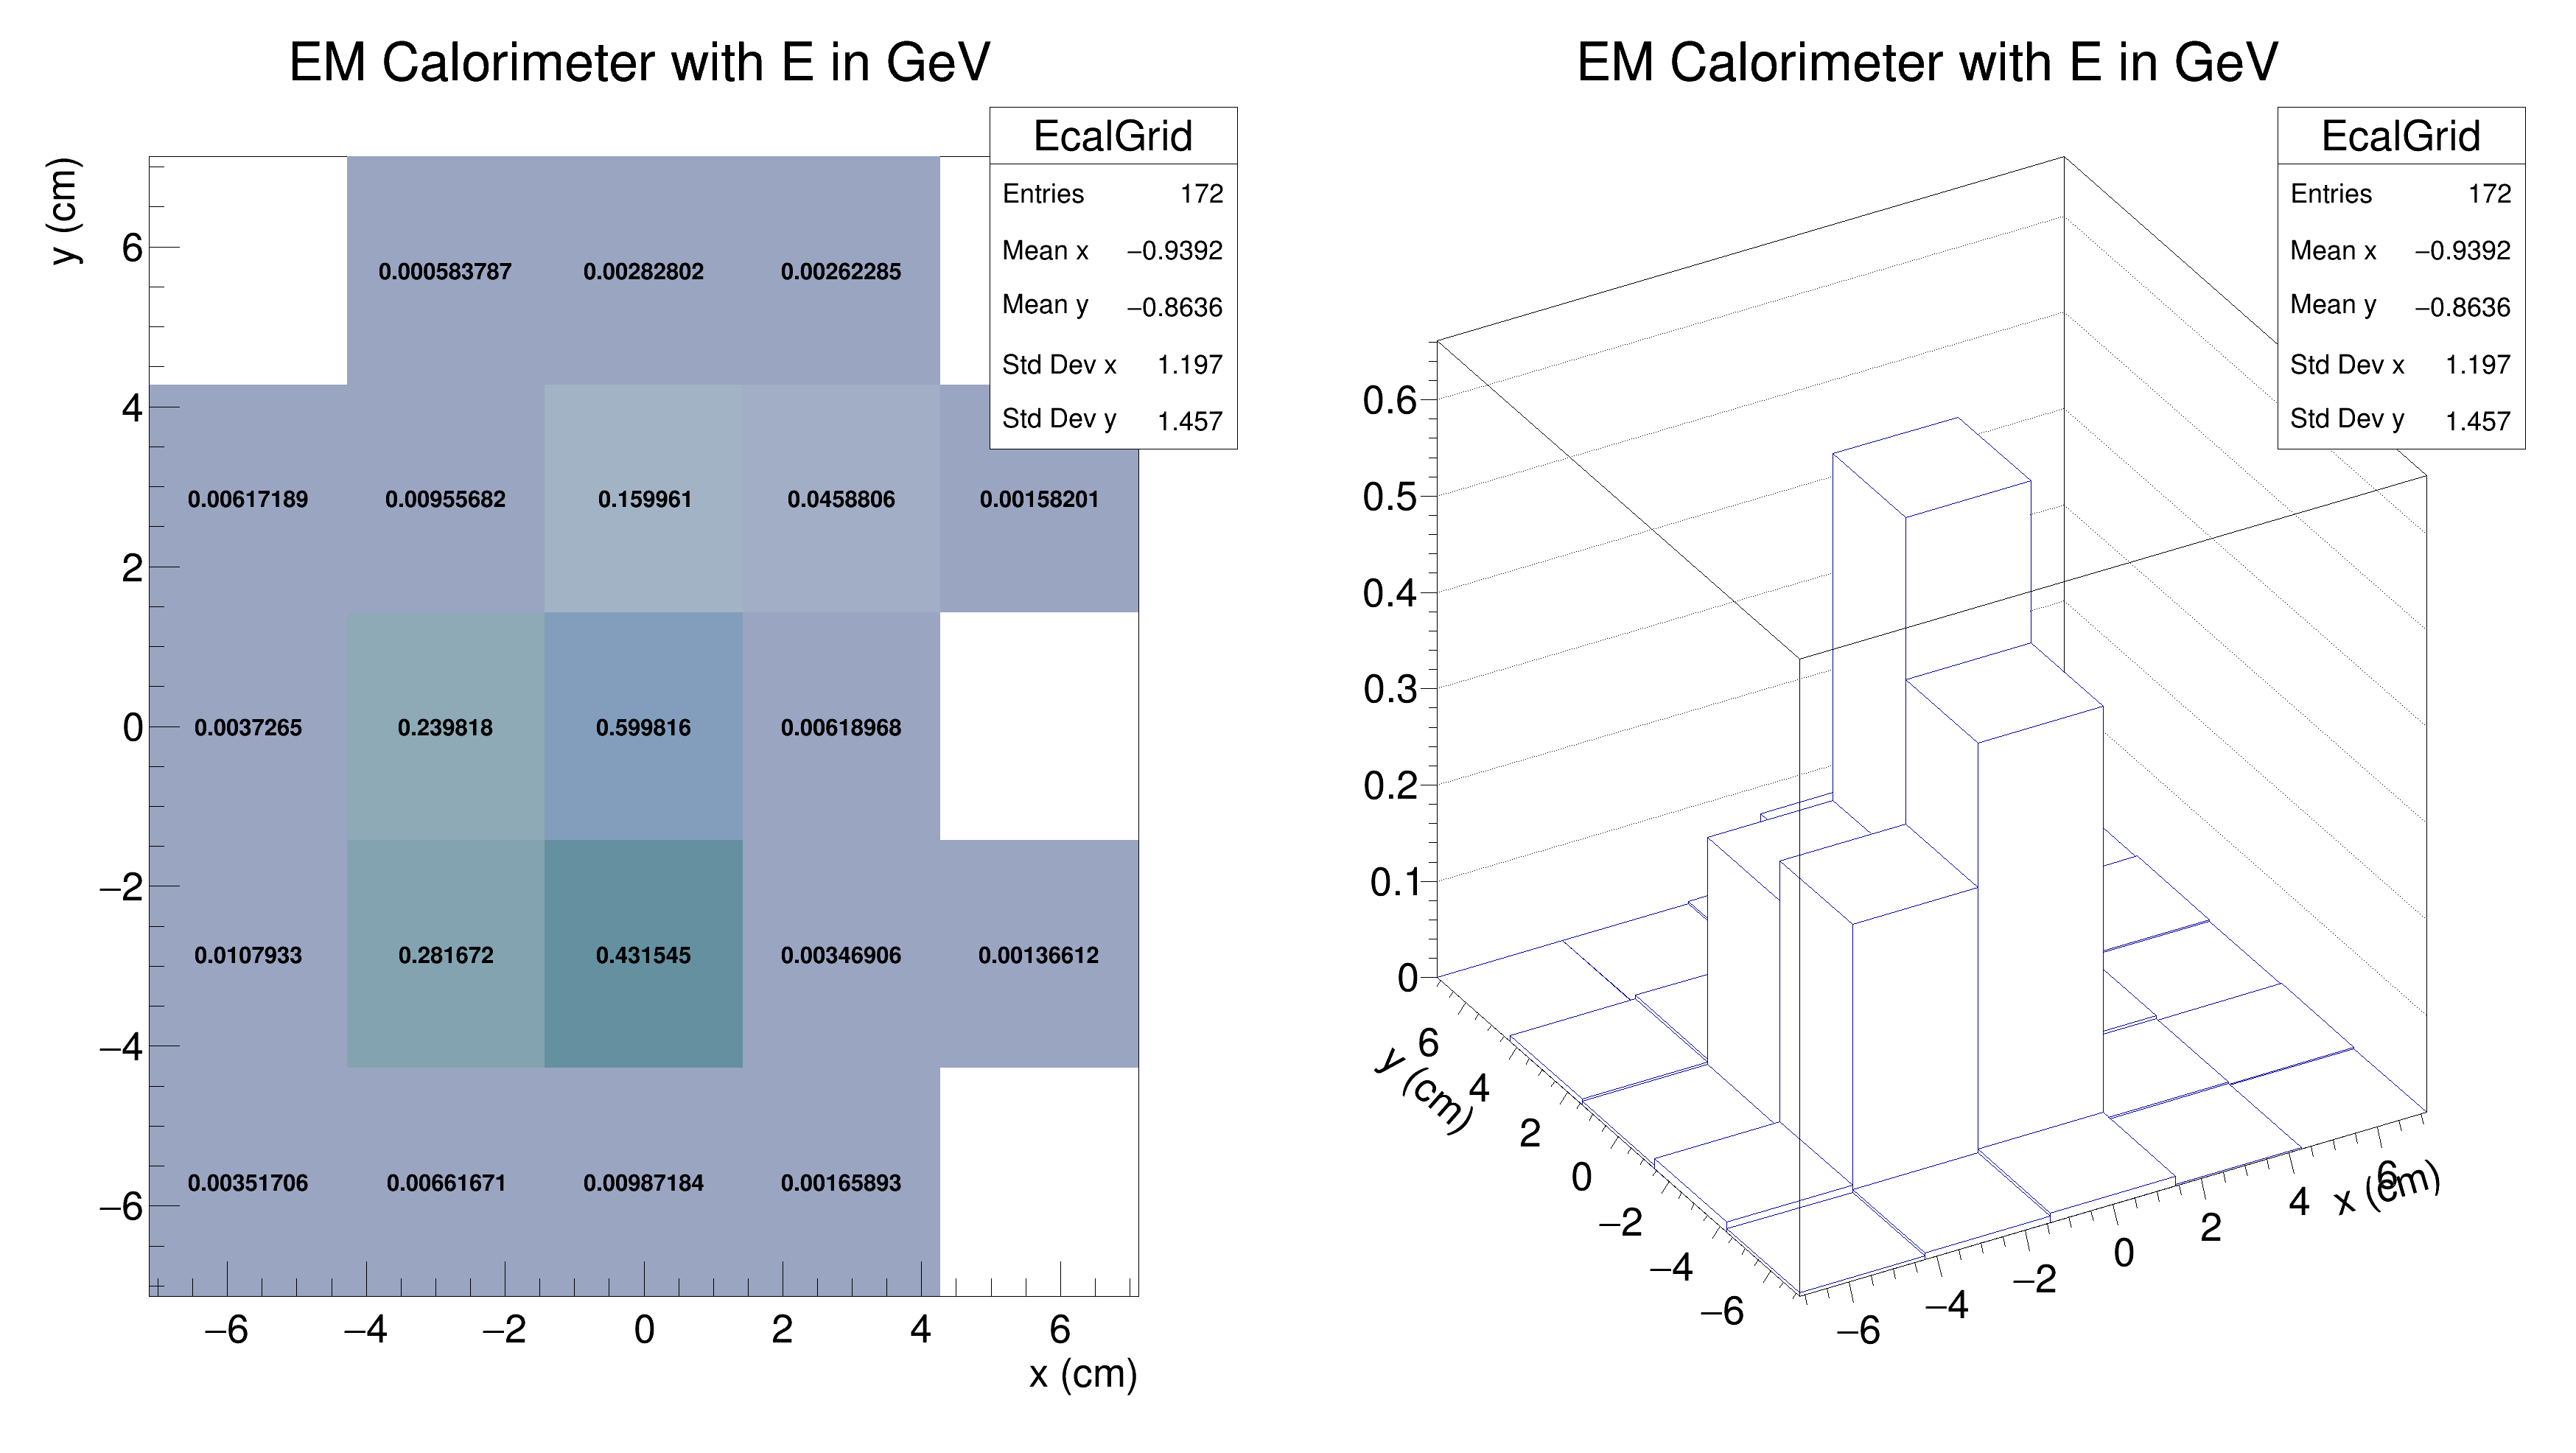 EM Calorimeter with E in GeV
EcalGrid
Entries 172
Mean x −0.9392
Mean y −0.8636
Std Dev x 1.197
Std Dev y 1.457
y (cm)
6
4
2
0
−2
−4
−6
0.000583787 0.00282802 0.00262285
0.00617189 0.00955682 0.159961 0.0458806 0.00158201
0.0037265 0.239818 0.599816 0.00618968
0.0107933 0.281672 0.431545 0.00346906 0.00136612
0.00351706 0.00661671 0.00987184 0.00165893
−6 −4 −2 0 2 4 6
x (cm)
EM Calorimeter with E in GeV
EcalGrid
Entries 172
Mean x −0.9392
Mean y −0.8636
Std Dev x 1.197
Std Dev y 1.457
0.6
0.5
0.4
0.3
0.2
0.1
0
y (cm)
6
4
2
0
−2
−4
−6
−6 −4 −2 0 2 4 6
x (cm)